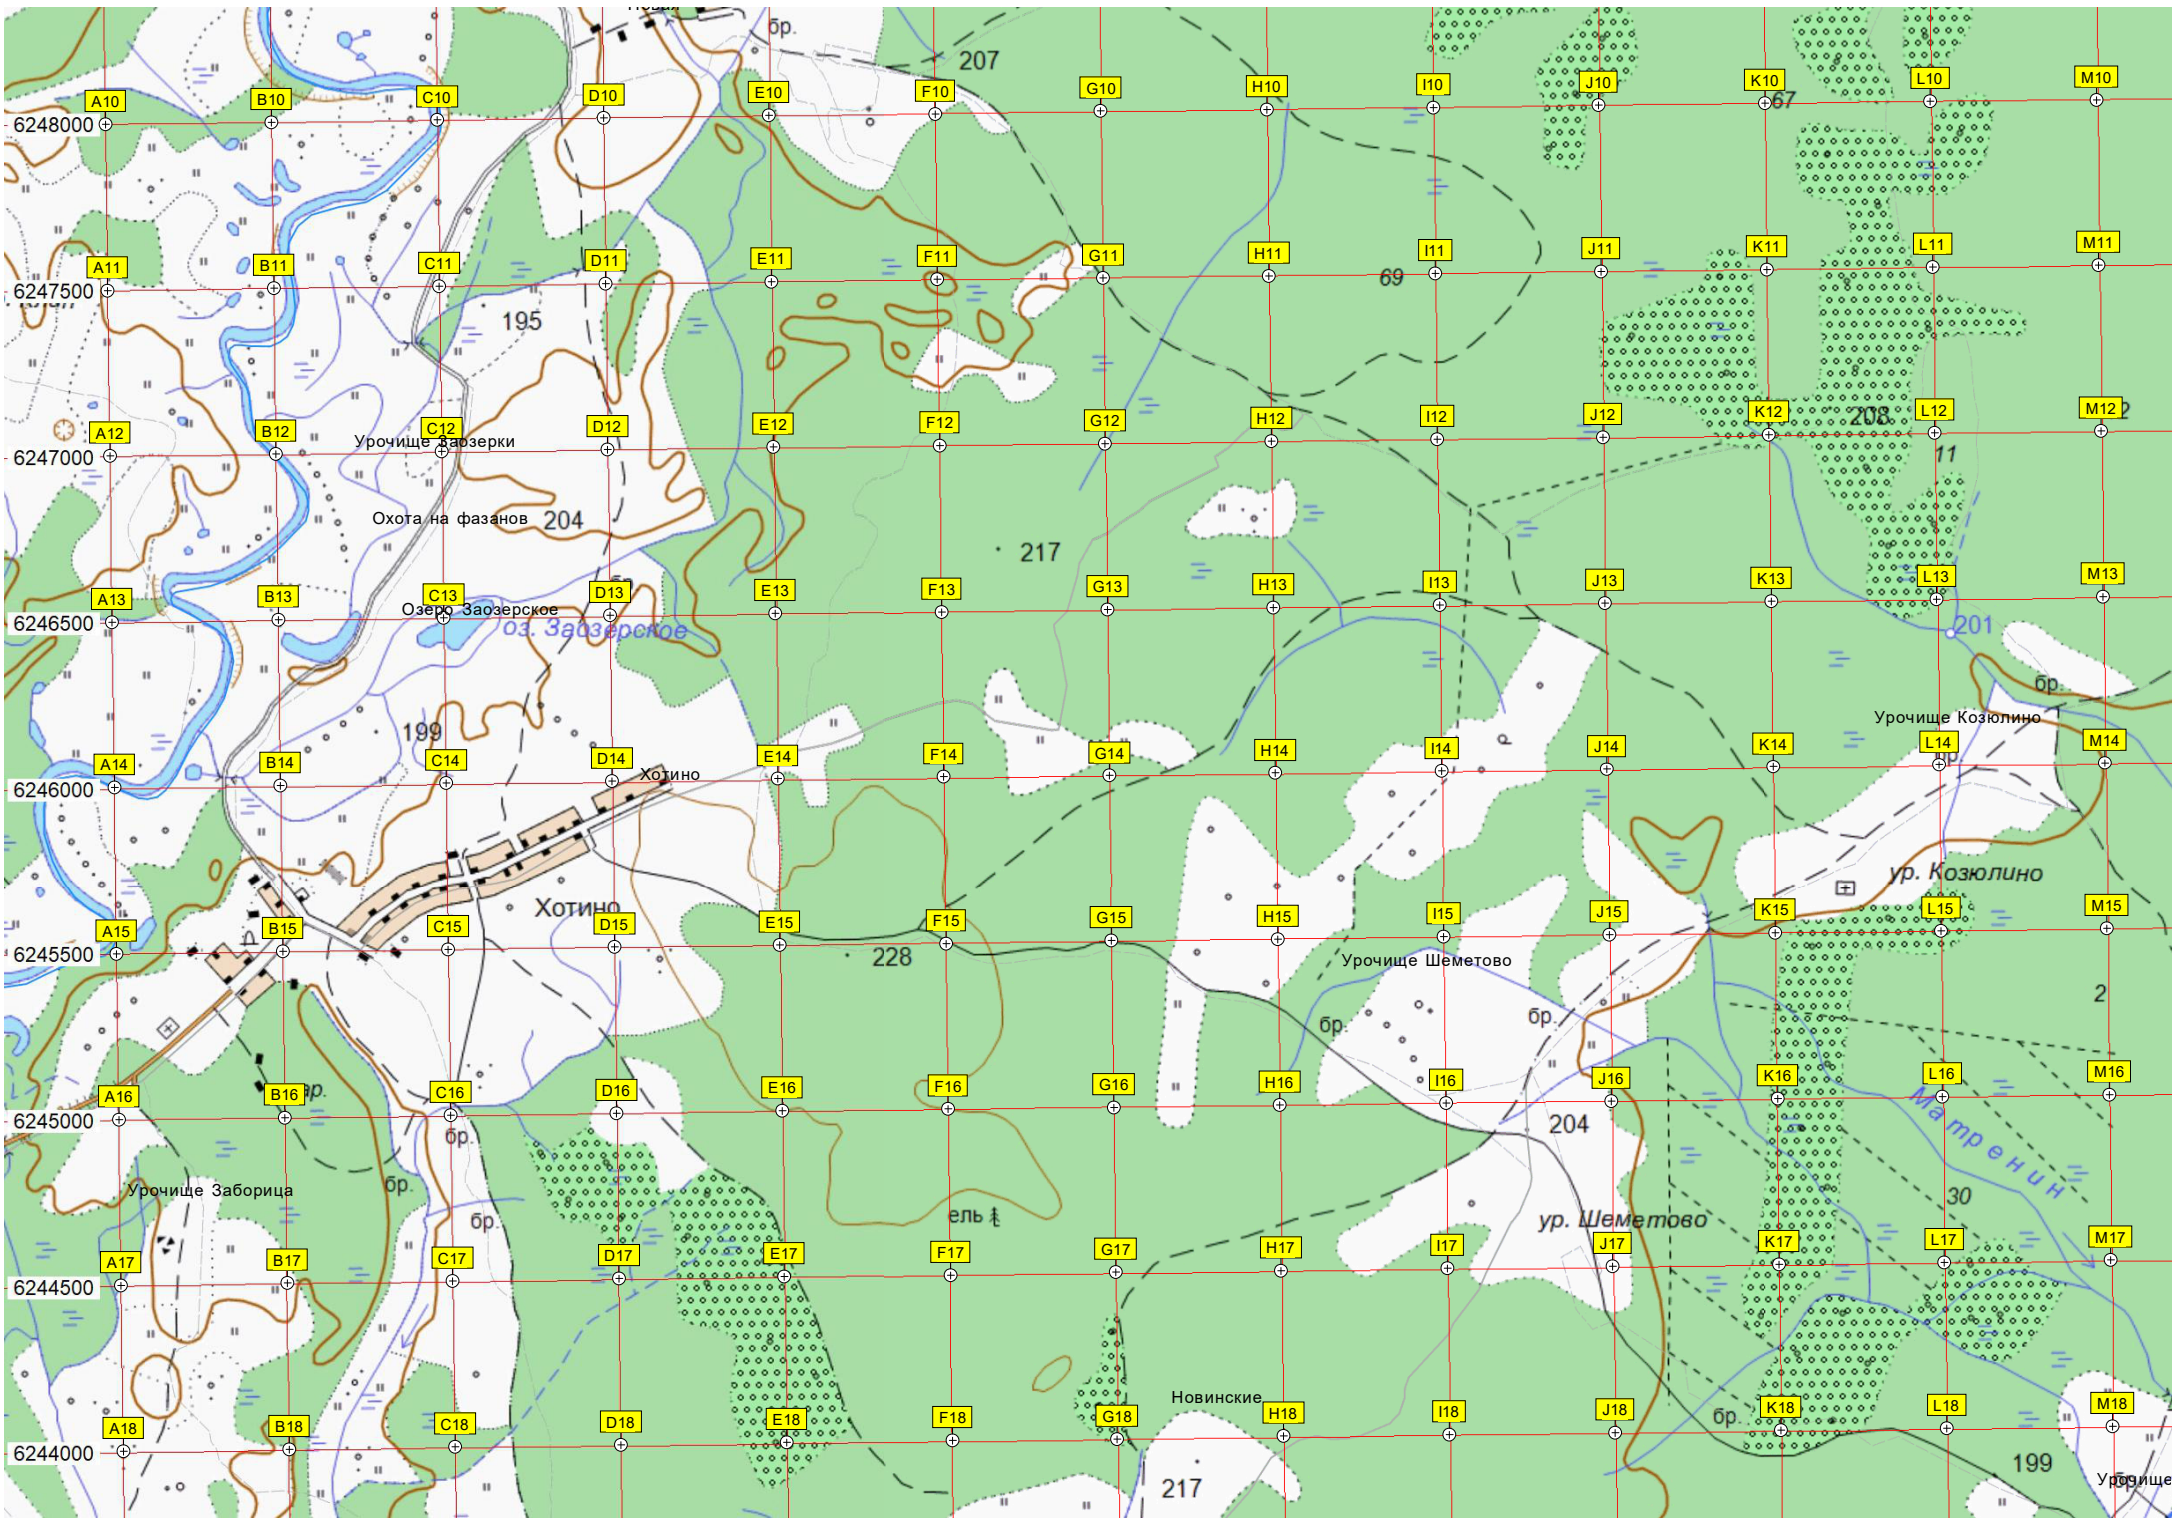 бр.
207
A10 B10 C10 D10 E10 F10 G10 H10 I10 J10 K10 L10 M10
67
6248000
A11 B11 C11 D11 E11 F11 G11 H11 I11 J11 K11 L11 M11
69
6247500
195
A12 B12 C12 D12 E12 F12 G12 H12 I12 J12 K12 L12 M12
208
2
Урочище Заозерки
11
6247000
Охота на фазанов
204
217
A13 B13 C13 D13 E13 F13 G13 H13 I13 J13 K13 L13 M13
бр.
Озеро Заозерское
6246500
оз. Заозерское
201
бр.
199
Урочище Козюлино
A14 B14 C14 D14 E14 F14 G14 H14 I14 J14 K14 L14 M14
бр.
Хотино
6246000
ур. Козюлино
Хотино
A15 B15 C15 D15 E15 F15 G15 H15 I15 J15 K15 L15 M15
6245500
228
Урочище Шеметово
2
бр.
бр.
A16 B16 C16 D16 E16 F16 G16 H16 I16 J16 K16 L16 M16
6245000
204
Матренин
бр.
бр.
Урочище Заборица
30
бр.
ель
ур. Шеметово
A17 B17 C17 D17 E17 F17 G17 H17 I17 J17 K17 L17 M17
6244500
Новинские
A18 B18 C18 D18 E18 F18 G18 H18 I18 J18 K18 L18 M18
бр.
6244000
199
217
Урочище